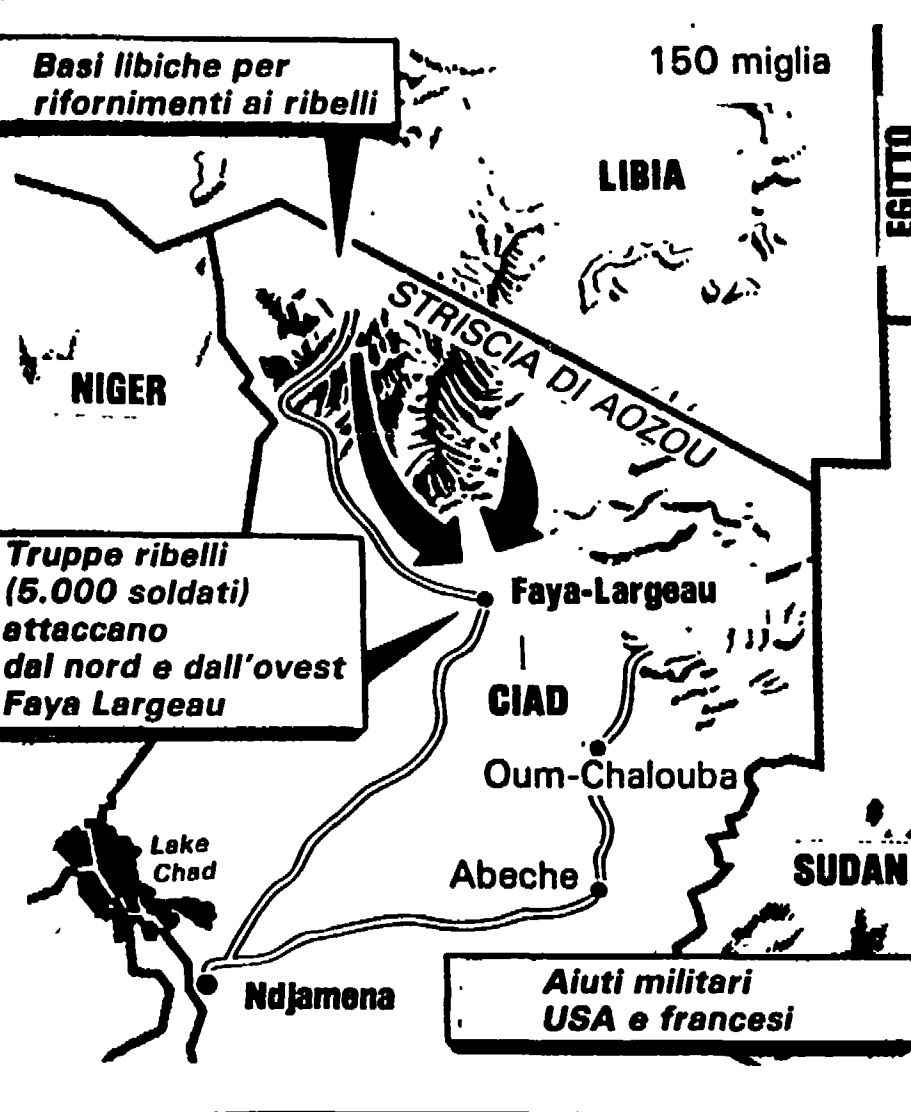 Basi libiche per
rifornimenti ai ribelli
150 miglia
LIBIA
EGITTO
STRISCIA DI AOZOU
NIGER
Truppe ribelli
(5.000 soldati)
attaccano
dal nord e dall'ovest
Faya Largeau
Faya-Largeau
CIAD
Oum-Chalouba
Lake
Chad
Abeche
SUDAN
Ndjamena
Aiuti militari
USA e francesi